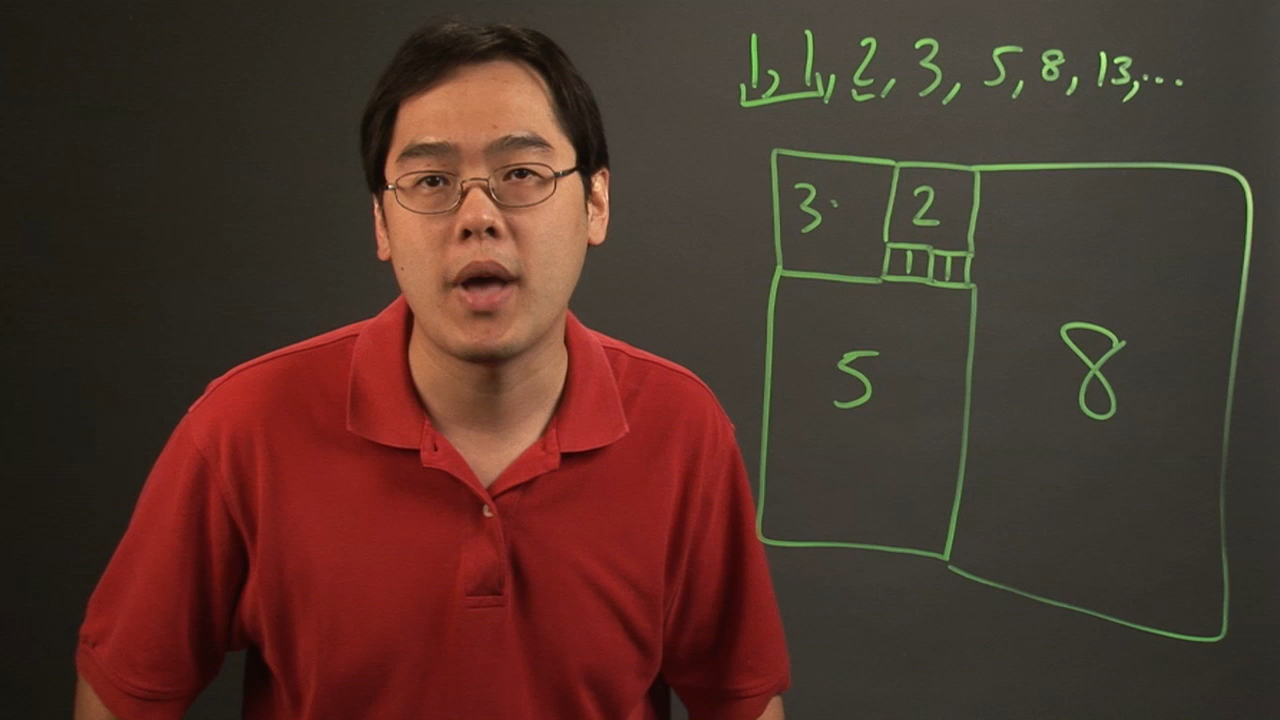 1, 1, 2, 3, 5, 8, 13, ...
3 2
1 1
5 8